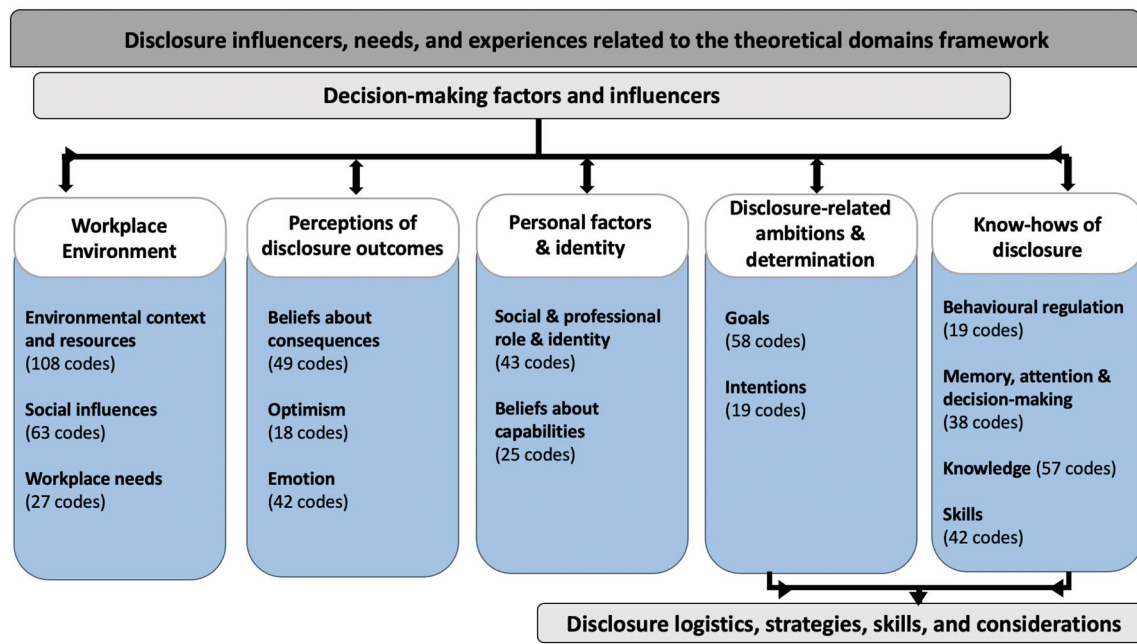 Disclosure influencers, needs, and experiences related to the theoretical domains framework
Decision-making factors and influencers
Workplace
Environment
Environmental context
and resources
(108 codes)
Social influences
(63 codes)
Workplace needs
(27 codes)
Perceptions of
disclosure outcomes
Beliefs about
consequences
(49 codes)
Optimism
(18 codes)
Emotion
(42 codes)
Personal factors
& identity
Social & professional
role & identity
(43 codes)
Beliefs about
capabilities
(25 codes)
Disclosure-related
ambitions &
determination
Goals
(58 codes)
Intentions
(19 codes)
Know-hows of
disclosure
Behavioural regulation
(19 codes)
Memory, attention &
decision-making
(38 codes)
Knowledge (57 codes)
Skills
(42 codes)
Disclosure logistics, strategies, skills, and considerations